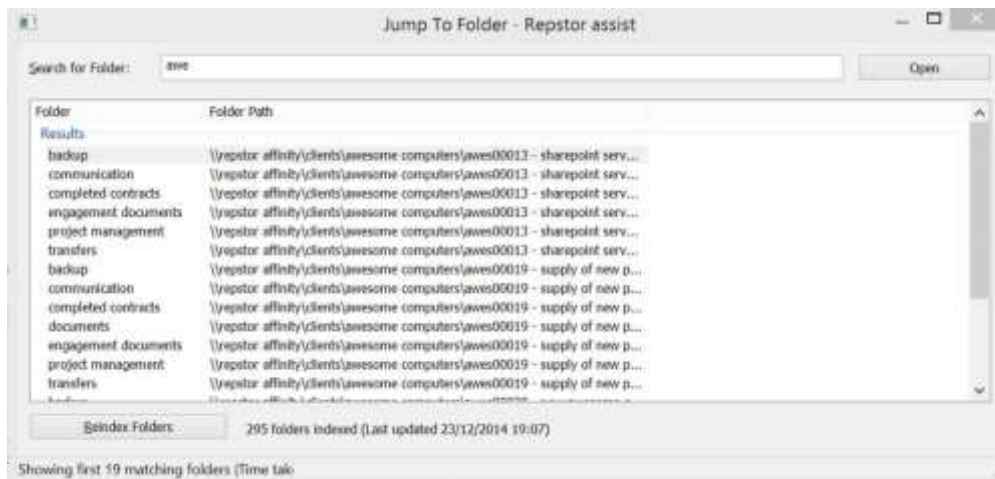 Jump To Folder - Repstor assist
Search for Folder: awe Open
Folder Folder Path
Results
backup \\repstor affinity\clients\awesome computers\awes00013 - sharepoint serv...
communication \\repstor affinity\clients\awesome computers\awes00013 - sharepoint serv...
completed contracts \\repstor affinity\clients\awesome computers\awes00013 - sharepoint serv...
engagement documents \\repstor affinity\clients\awesome computers\awes00013 - sharepoint serv...
project management \\repstor affinity\clients\awesome computers\awes00013 - sharepoint serv...
transfers \\repstor affinity\clients\awesome computers\awes00013 - sharepoint serv...
backup \\repstor affinity\clients\awesome computers\awes00019 - supply of new p...
communication \\repstor affinity\clients\awesome computers\awes00019 - supply of new p...
completed contracts \\repstor affinity\clients\awesome computers\awes00019 - supply of new p...
documents \\repstor affinity\clients\awesome computers\awes00019 - supply of new p...
engagement documents \\repstor affinity\clients\awesome computers\awes00019 - supply of new p...
project management \\repstor affinity\clients\awesome computers\awes00019 - supply of new p...
transfers \\repstor affinity\clients\awesome computers\awes00019 - supply of new p...
Reindex Folders 295 folders indexed (Last updated 23/12/2014 19:07)
Showing first 19 matching folders (Time tak